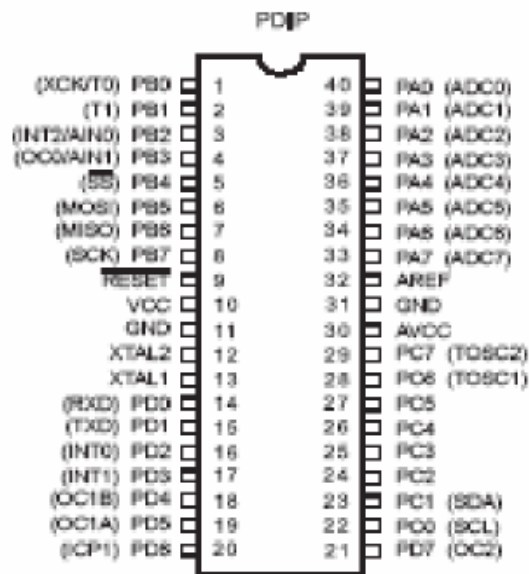 PDIP
(XCK/T0) PB0 1 40 PA0 (ADC0)
(T1) PB1 2 39 PA1 (ADC1)
(INT2/AIN0) PB2 3 38 PA2 (ADC2)
(OC0/AIN1) PB3 4 37 PA3 (ADC3)
(SS) PB4 5 36 PA4 (ADC4)
(MOSI) PB5 6 35 PA5 (ADC5)
(MISO) PB6 7 34 PA6 (ADC6)
(SCK) PB7 8 33 PA7 (ADC7)
RESET 9 32 AREF
VCC 10 31 GND
GND 11 30 AVCC
XTAL2 12 29 PC7 (TOSC2)
XTAL1 13 28 PC6 (TOSC1)
(RXD) PD0 14 27 PC5
(TXD) PD1 15 26 PC4
(INT0) PD2 16 25 PC3
(INT1) PD3 17 24 PC2
(OC1B) PD4 18 23 PC1 (SDA)
(OC1A) PD5 19 22 PC0 (SCL)
(ICP1) PD6 20 21 PD7 (OC2)